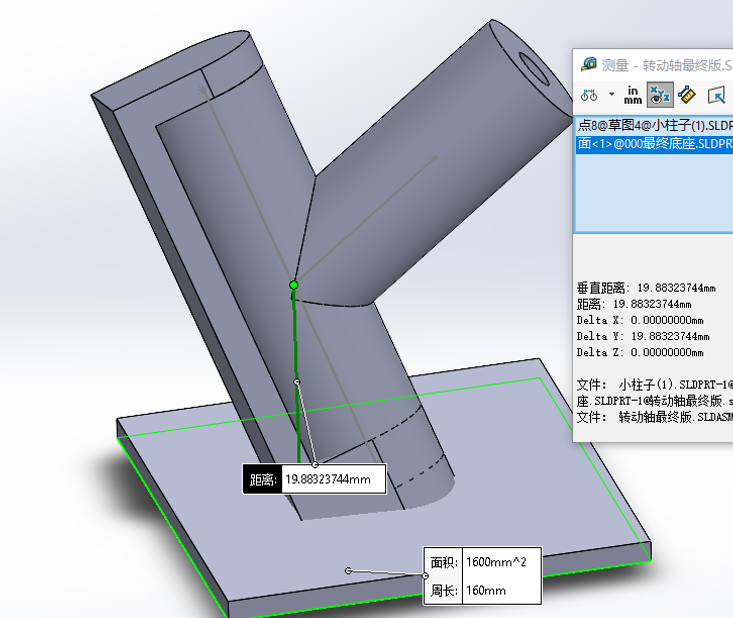 测量 - 转动轴最终版.S
in
mm
点8@草图4@小柱子(1).SLDPR
面<1>@000最终底座.SLDPR
垂直距离: 19.88323744mm
距离: 19.88323744mm
Delta X: 0.00000000mm
Delta Y: 19.88323744mm
Delta Z: 0.00000000mm
文件: 小柱子(1).SLDPRT-1@
座.SLDPRT-1@转动轴最终版.s
文件: 转动轴最终版.SLDASM
距离: 19.88323744mm
面积: 1600mm^2
周长: 160mm